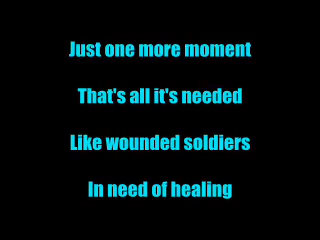 Just one more moment
That's all it's needed
Like wounded soldiers
In need of healing